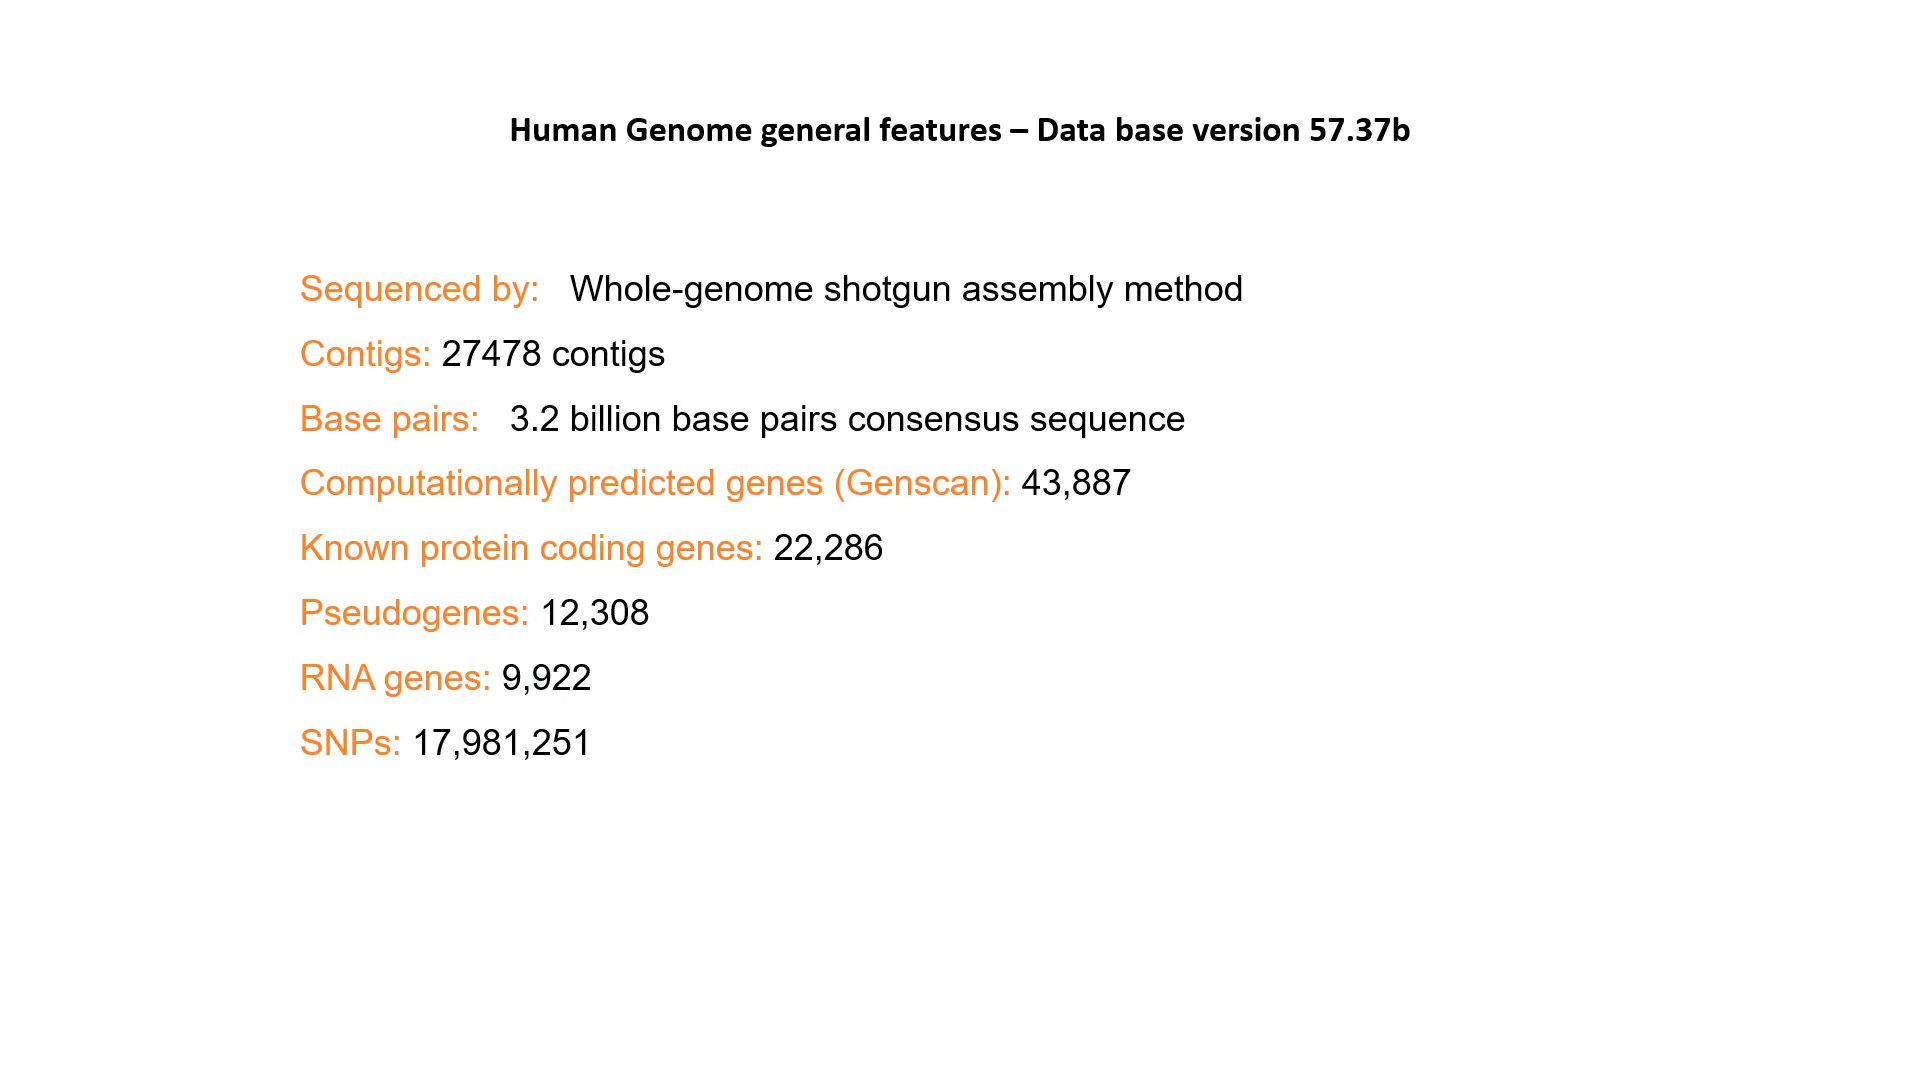 Human Genome general features – Data base version 57.37b
Sequenced by: Whole-genome shotgun assembly method
Contigs: 27478 contigs
Base pairs: 3.2 billion base pairs consensus sequence
Computationally predicted genes (Genscan): 43,887
Known protein coding genes: 22,286
Pseudogenes: 12,308
RNA genes: 9,922
SNPs: 17,981,251